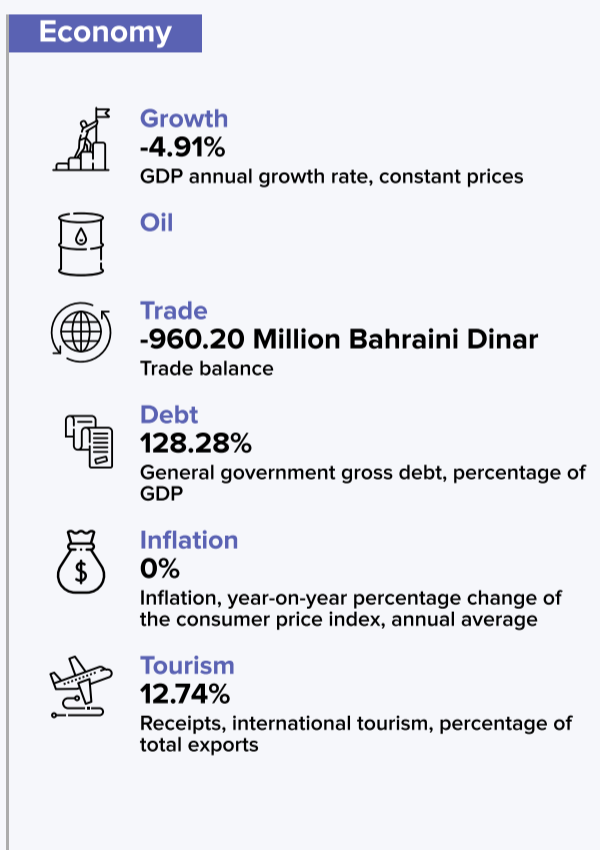 Economy
Growth
-4.91%
GDP annual growth rate, constant prices
Oil
Trade
-960.20 Million Bahraini Dinar
Trade balance
Debt
128.28%
General government gross debt, percentage of
GDP
Inflation
0%
Inflation, year-on-year percentage change of
the consumer price index, annual average
Tourism
12.74%
Receipts, international tourism, percentage of
total exports
$